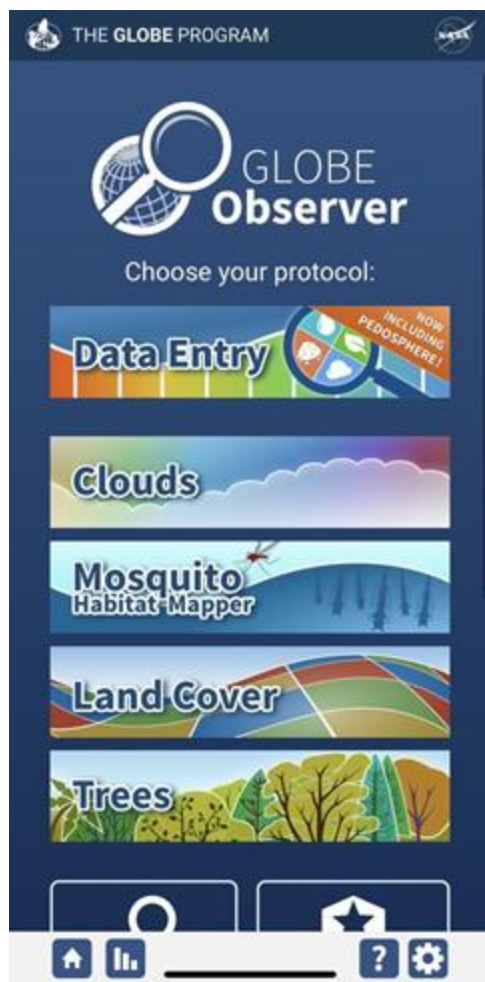 THE GLOBE PROGRAM
NASA
GLOBE
Observer
Choose your protocol:
Data Entry
NOW
INCLUDING
PEDOSPHERE!
Clouds
Mosquito
Habitat Mapper
Land Cover
Trees
?